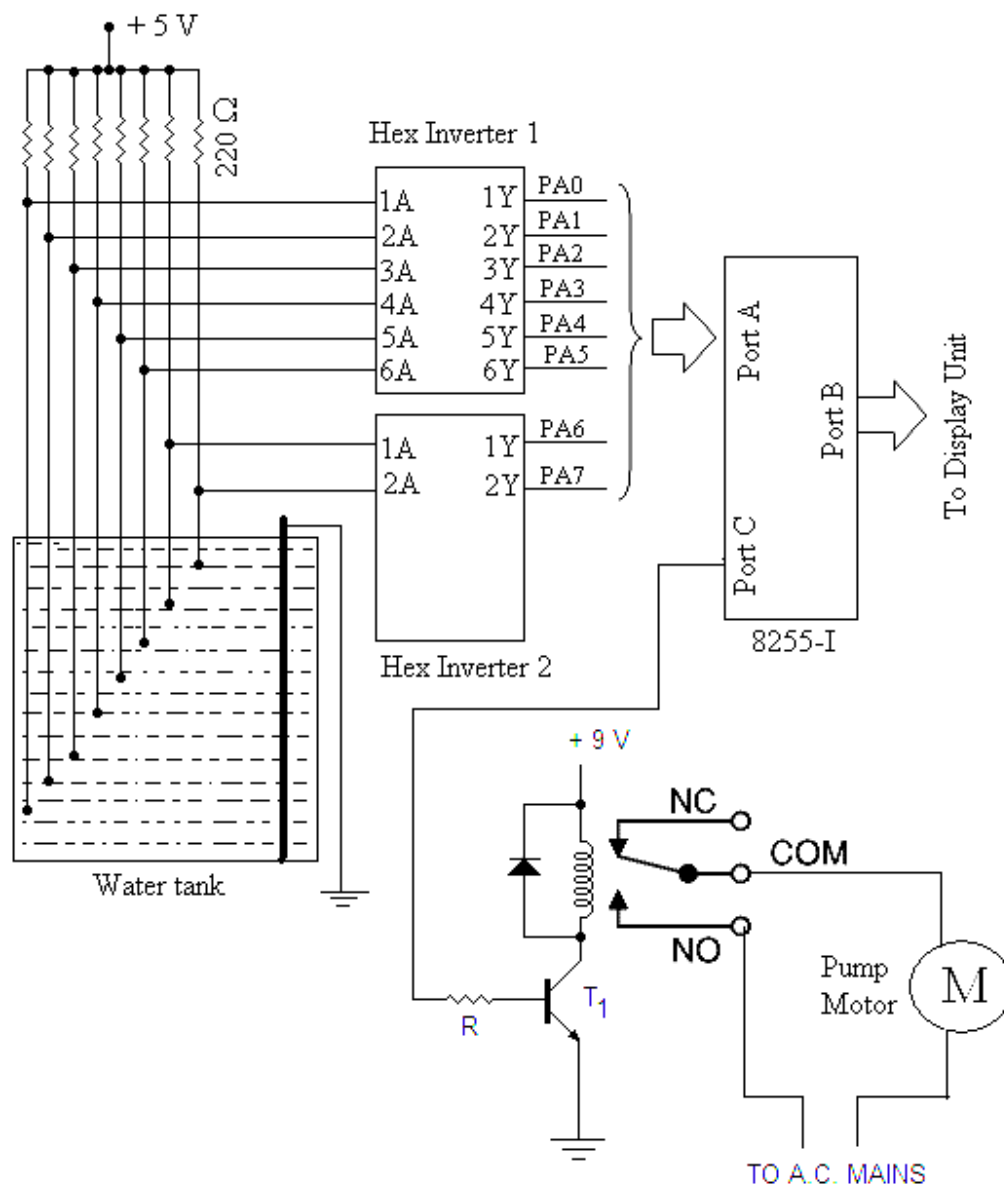 + 5 V
220 Ω
Hex Inverter 1
1A 1Y PA0
2A 2Y PA1
3A 3Y PA2
4A 4Y PA3
5A 5Y PA4
6A 6Y PA5
1A 1Y PA6
2A 2Y PA7
Hex Inverter 2
Port A
Port B
Port C
8255-I
To Display Unit
Water tank
+ 9 V
NC
COM
NO
R
T1
Pump
Motor
M
TO A.C. MAINS